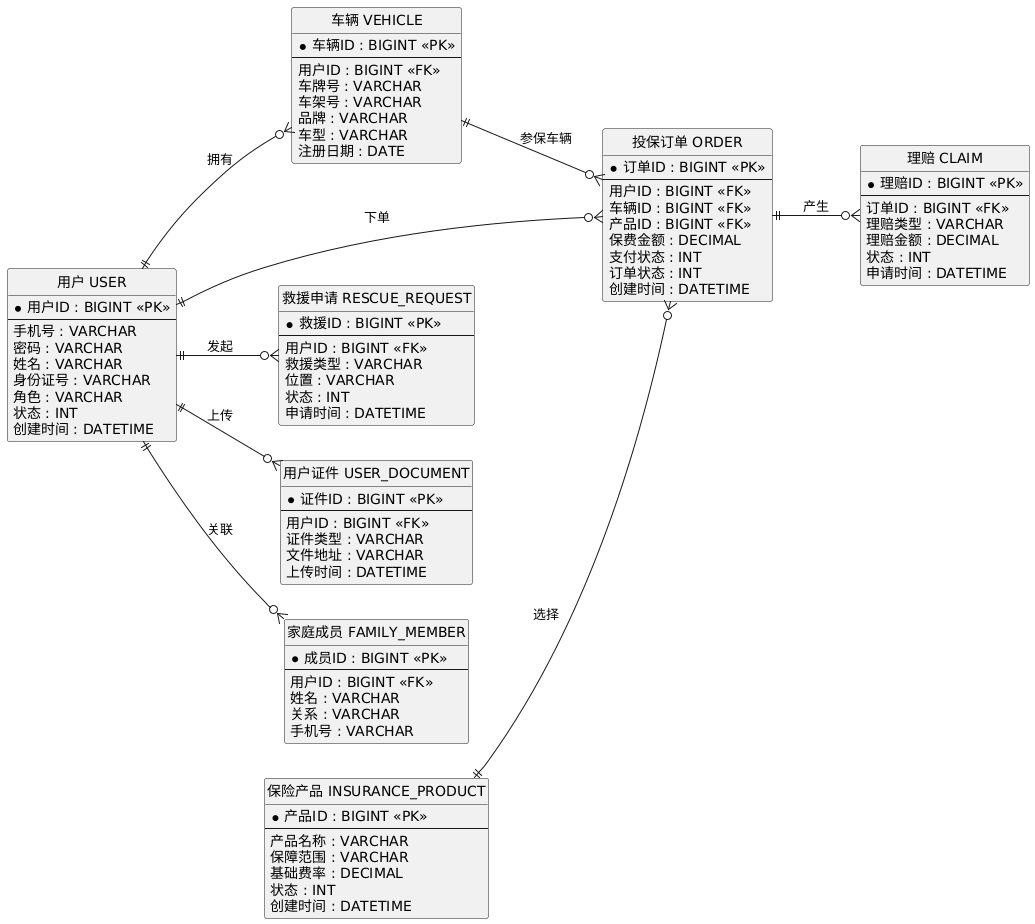 车辆 VEHICLE
车辆ID : BIGINT «PK»
用户ID : BIGINT «FK»
车牌号 : VARCHAR
车架号 : VARCHAR
品牌 : VARCHAR
车型 : VARCHAR
注册日期 : DATE
拥有
参保车辆
投保订单 ORDER
订单ID : BIGINT «PK»
用户ID : BIGINT «FK»
车辆ID : BIGINT «FK»
产品ID : BIGINT «FK»
保费金额 : DECIMAL
支付状态 : INT
订单状态 : INT
创建时间 : DATETIME
产生
理赔 CLAIM
理赔ID : BIGINT «PK»
订单ID : BIGINT «FK»
理赔类型 : VARCHAR
理赔金额 : DECIMAL
状态 : INT
申请时间 : DATETIME
下单
用户 USER
用户ID : BIGINT «PK»
手机号 : VARCHAR
密码 : VARCHAR
姓名 : VARCHAR
身份证号 : VARCHAR
角色 : VARCHAR
状态 : INT
创建时间 : DATETIME
发起
救援申请 RESCUE_REQUEST
救援ID : BIGINT «PK»
用户ID : BIGINT «FK»
救援类型 : VARCHAR
位置 : VARCHAR
状态 : INT
申请时间 : DATETIME
上传
用户证件 USER_DOCUMENT
证件ID : BIGINT «PK»
用户ID : BIGINT «FK»
证件类型 : VARCHAR
文件地址 : VARCHAR
上传时间 : DATETIME
关联
家庭成员 FAMILY_MEMBER
成员ID : BIGINT «PK»
用户ID : BIGINT «FK»
姓名 : VARCHAR
关系 : VARCHAR
手机号 : VARCHAR
选择
保险产品 INSURANCE_PRODUCT
产品ID : BIGINT «PK»
产品名称 : VARCHAR
保障范围 : VARCHAR
基础费率 : DECIMAL
状态 : INT
创建时间 : DATETIME